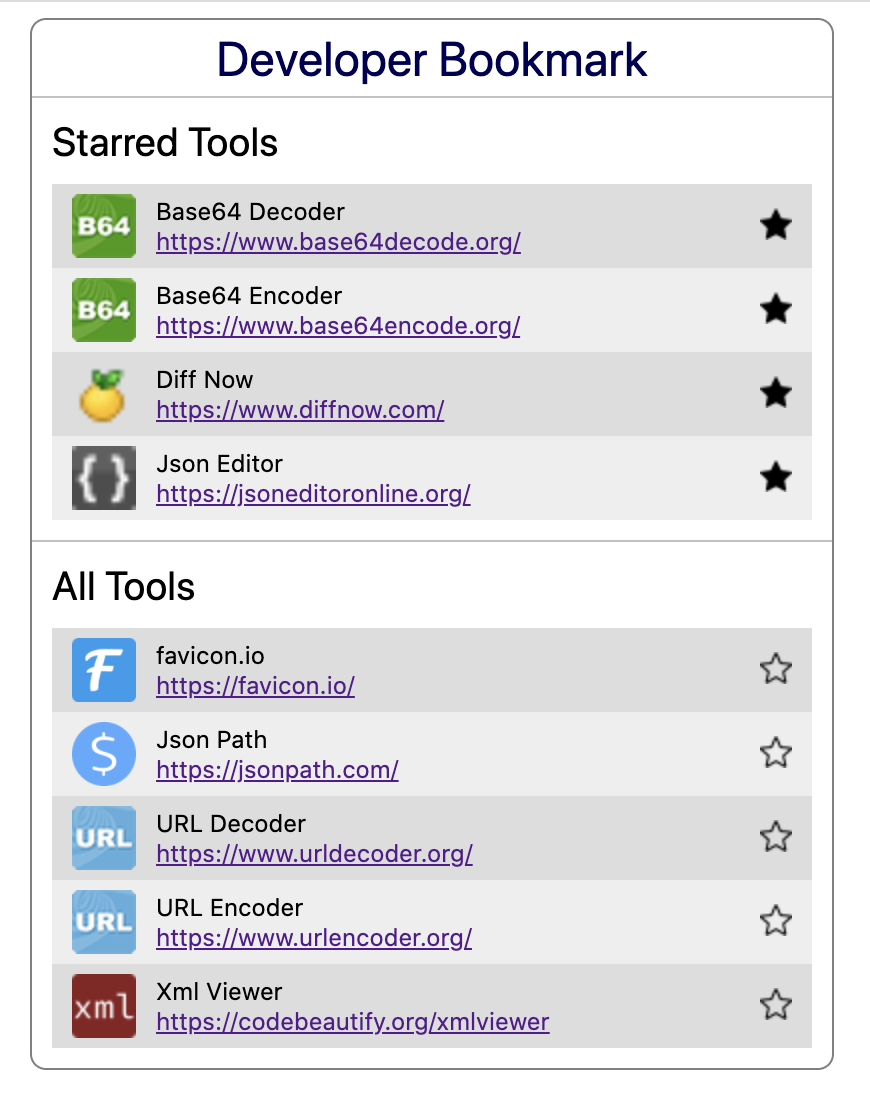 Developer Bookmark
Starred Tools
B64
Base64 Decoder
https://www.base64decode.org/
B64
Base64 Encoder
https://www.base64encode.org/
Diff Now
https://www.diffnow.com/
{}
Json Editor
https://jsoneditoronline.org/
All Tools
F
favicon.io
https://favicon.io/
$
Json Path
https://jsonpath.com/
URL
URL Decoder
https://www.urldecoder.org/
URL
URL Encoder
https://www.urlencoder.org/
xml
Xml Viewer
https://codebeautify.org/xmlviewer